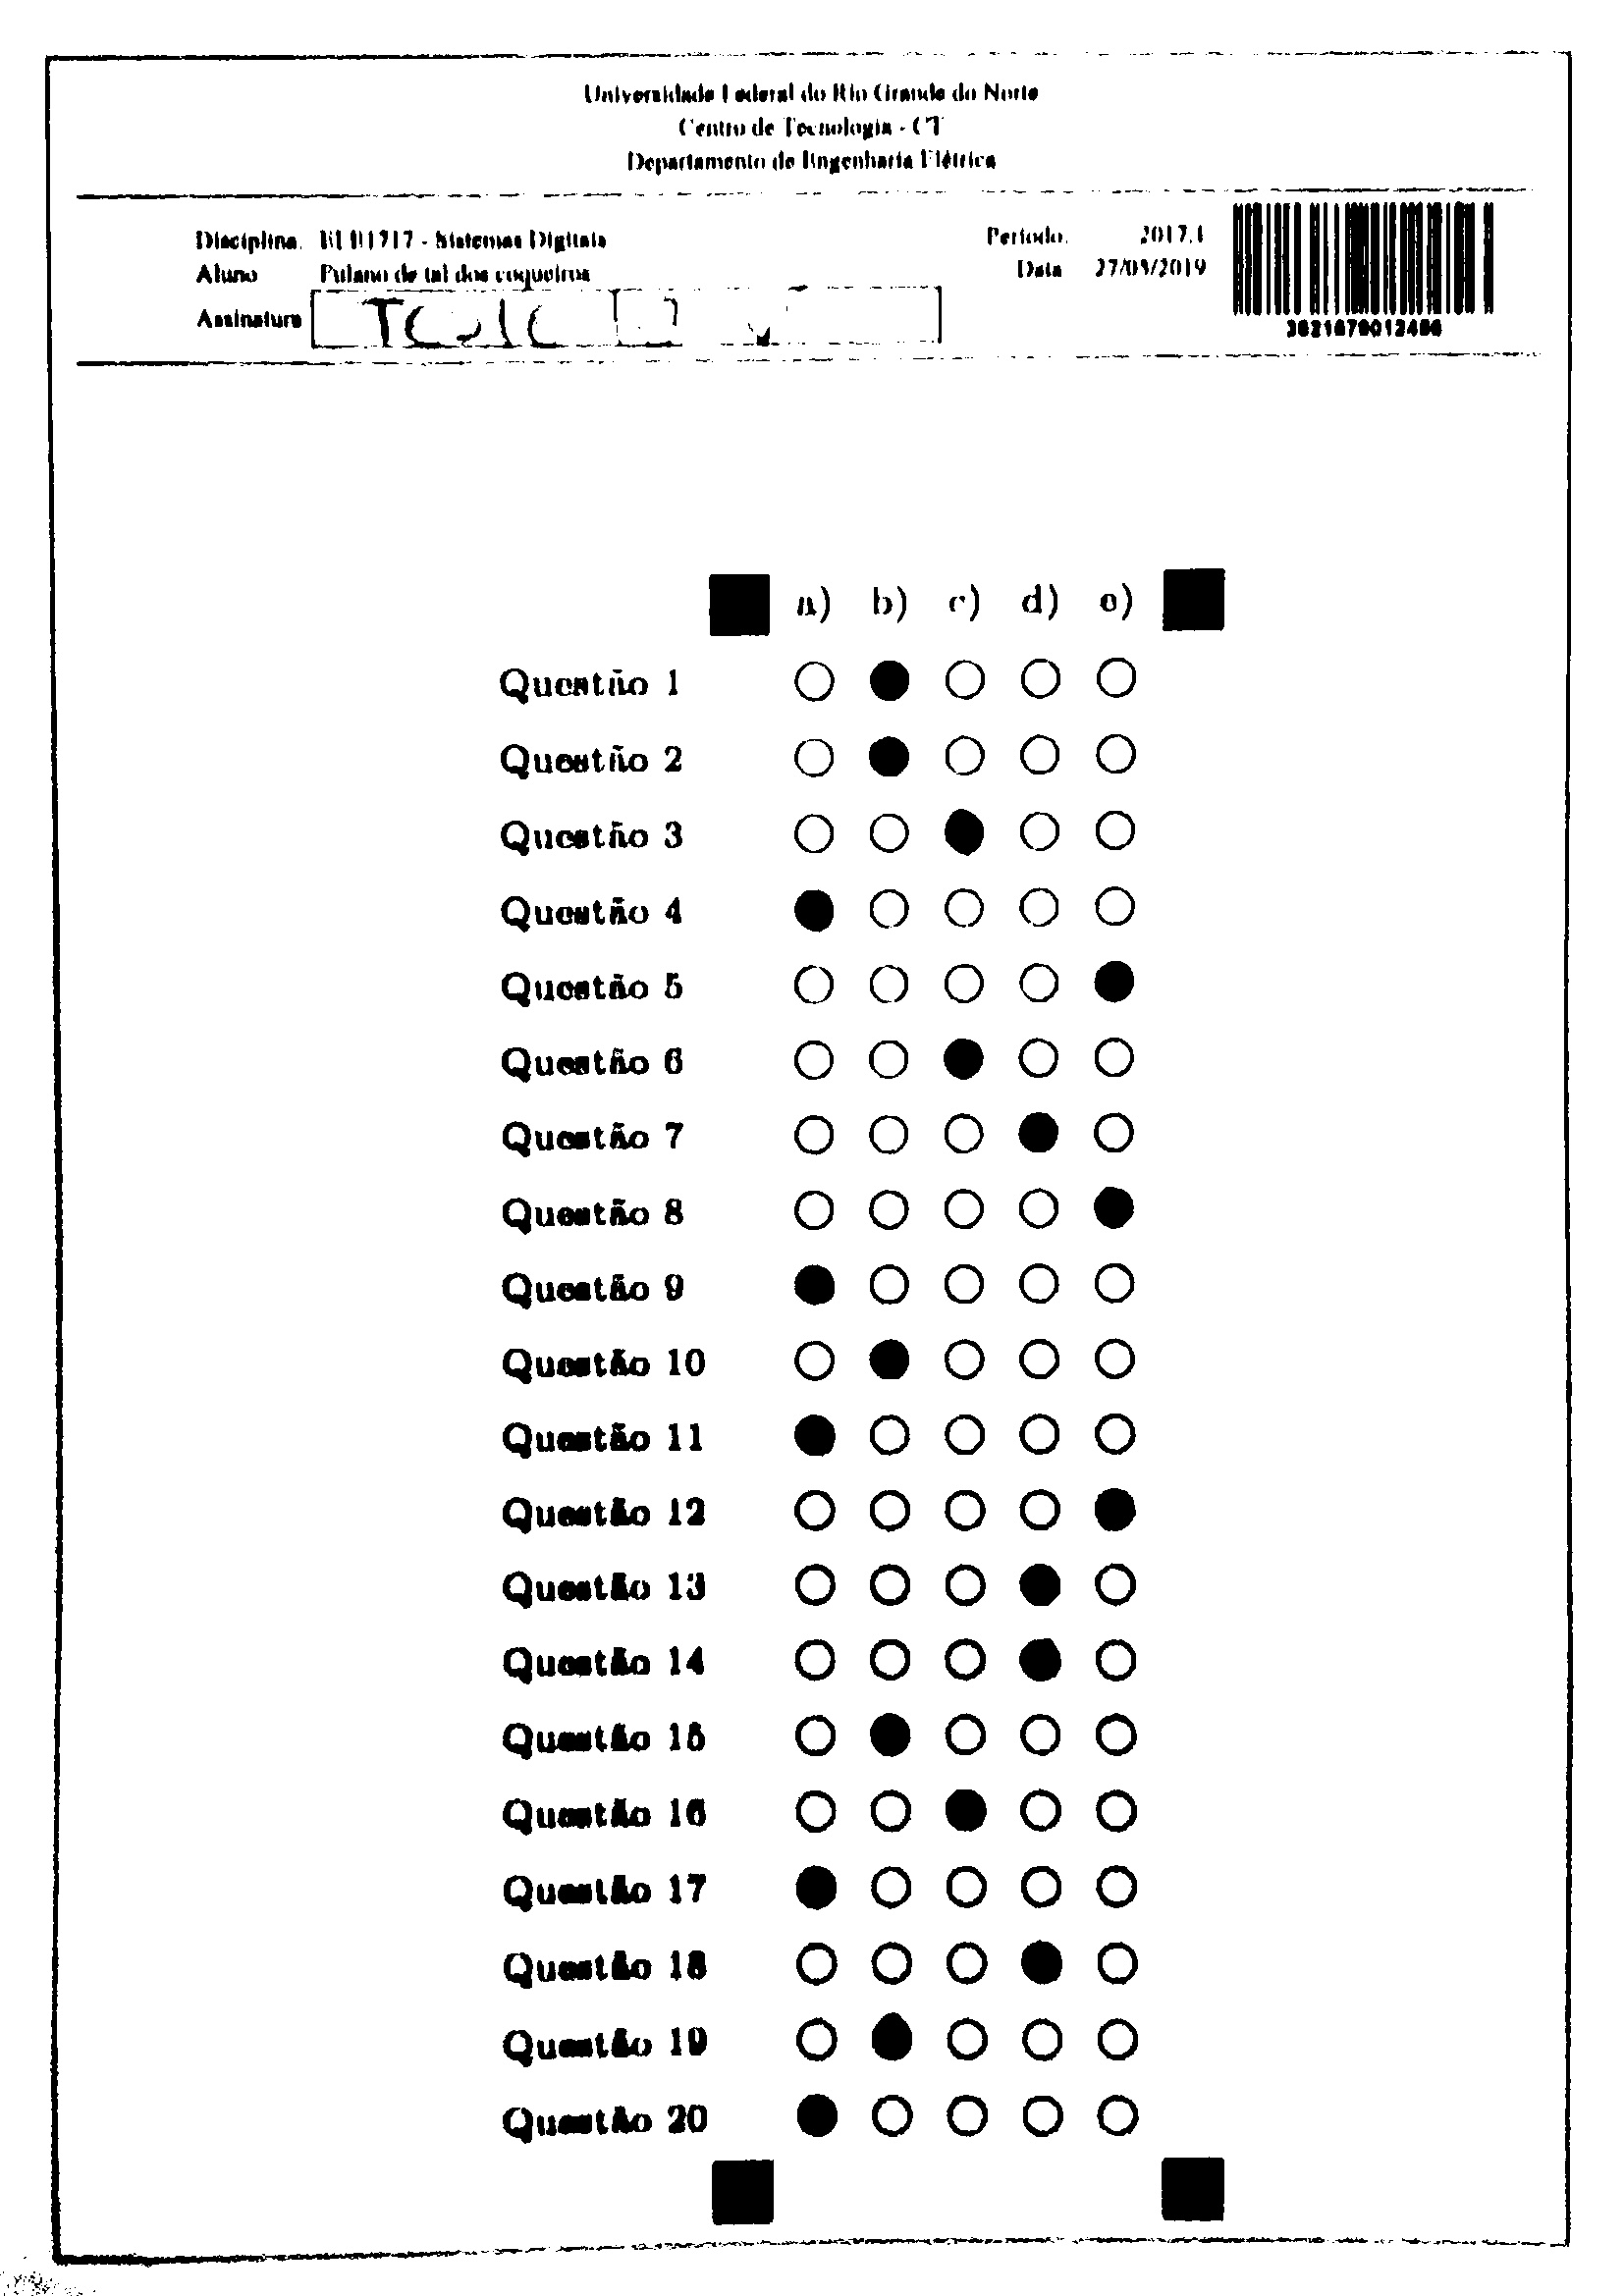 Universidade Federal do Rio Grande do Norte
Centro de Tecnologia - CT
Departamento de Engenharia Elétrica
Disciplina. ELE1717 - Sistemas Digitais
Período. 2017.1
Aluno Fulano de tal dos coqueiros
Data 27/05/2019
Assinatura
a) b) c) d) e)
Questão 1
Questão 2
Questão 3
Questão 4
Questão 5
Questão 6
Questão 7
Questão 8
Questão 9
Questão 10
Questão 11
Questão 12
Questão 13
Questão 14
Questão 15
Questão 16
Questão 17
Questão 18
Questão 19
Questão 20